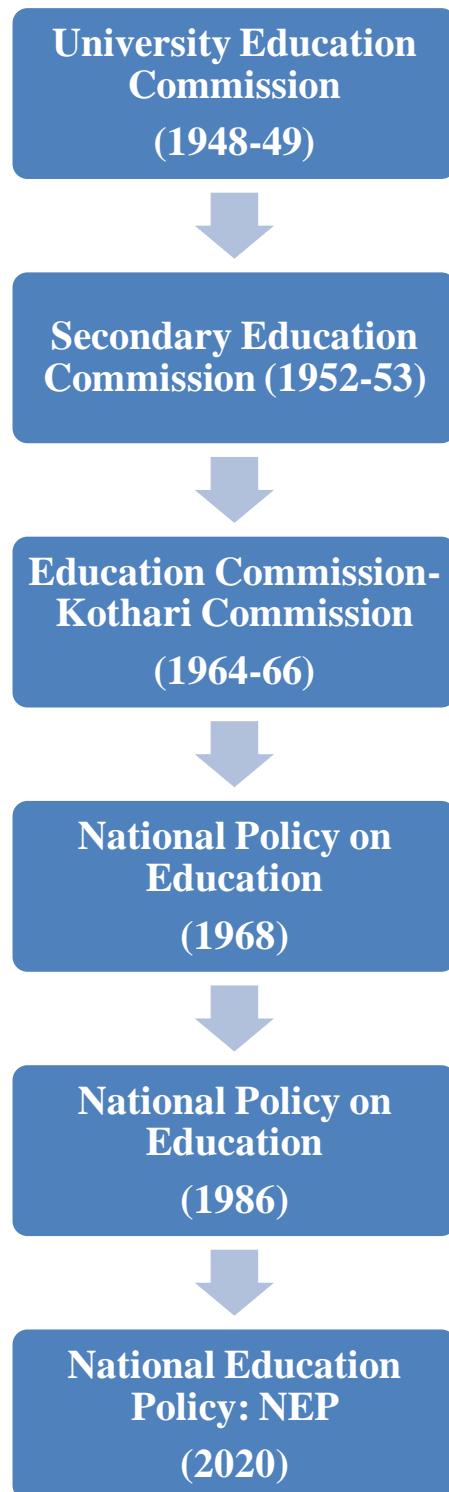 University Education
Commission
(1948-49)
Secondary Education
Commission (1952-53)
Education Commission-
Kothari Commission
(1964-66)
National Policy on
Education
(1968)
National Policy on
Education
(1986)
National Education
Policy: NEP
(2020)